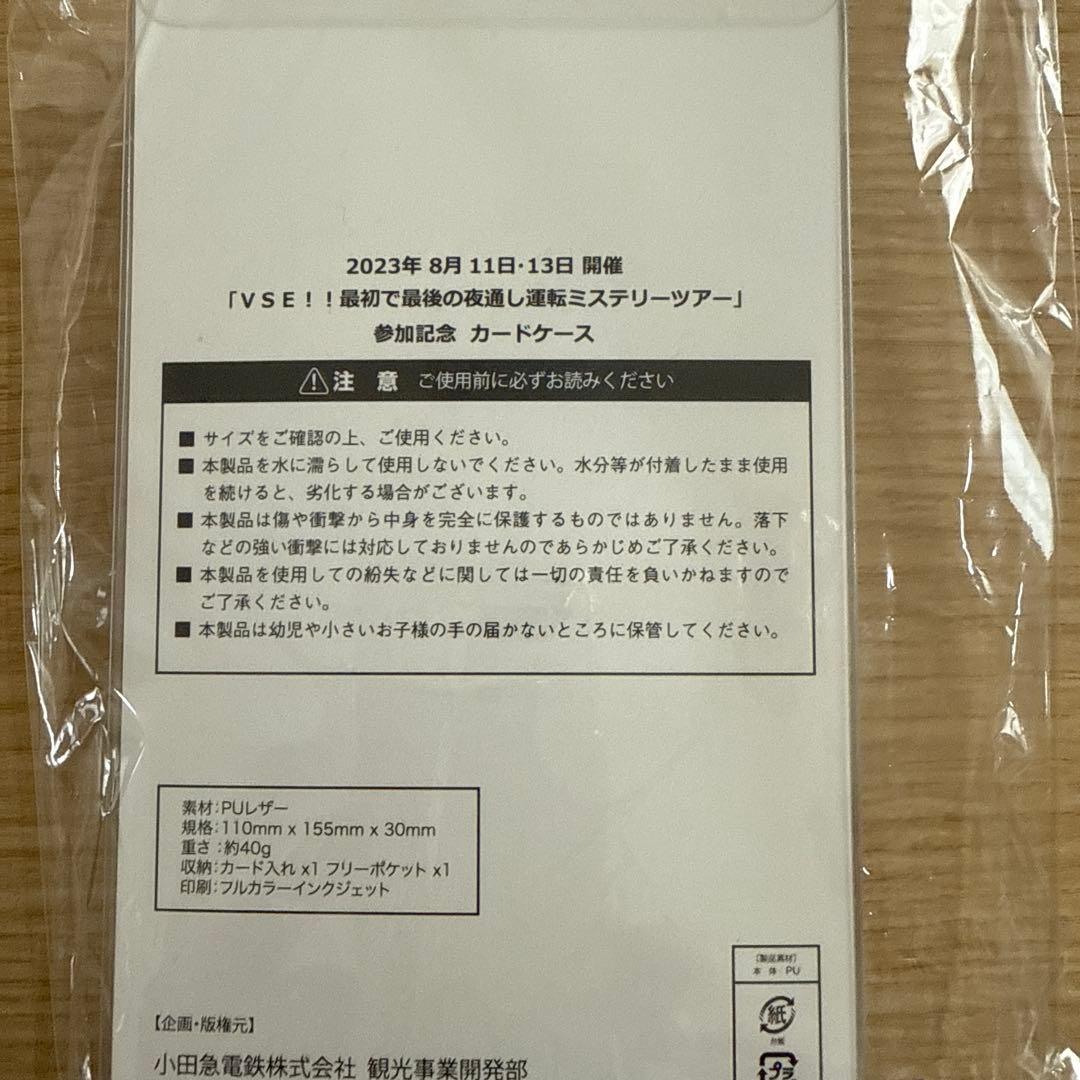 2023年 8月 11日･13日 開催
「ＶＳＥ！！最初で最後の夜通し運転ミステリーツアー」
参加記念 カードケース
注 意 ご使用前に必ずお読みください
■ サイズをご確認の上、ご使用ください。
■ 本製品を水に濡らして使用しないでください。水分等が付着したまま使用
を続けると、劣化する場合がございます。
■ 本製品は傷や衝撃から中身を完全に保護するものではありません。落下
などの強い衝撃には対応しておりませんのであらかじめご了承ください。
■ 本製品を使用しての紛失などに関しては一切の責任を負いかねますので
ご了承ください。
■ 本製品は幼児や小さいお子様の手の届かないところに保管してください。
素材：PUレザー
規格：110mm x 155mm x 30mm
重さ：約40g
収納：カード入れ x1 フリーポケット x1
印刷：フルカラーインクジェット
【企画・版権元】
小田急電鉄株式会社 観光事業開発部
［製品素材］
本 体 PU
紙
台紙
プラ